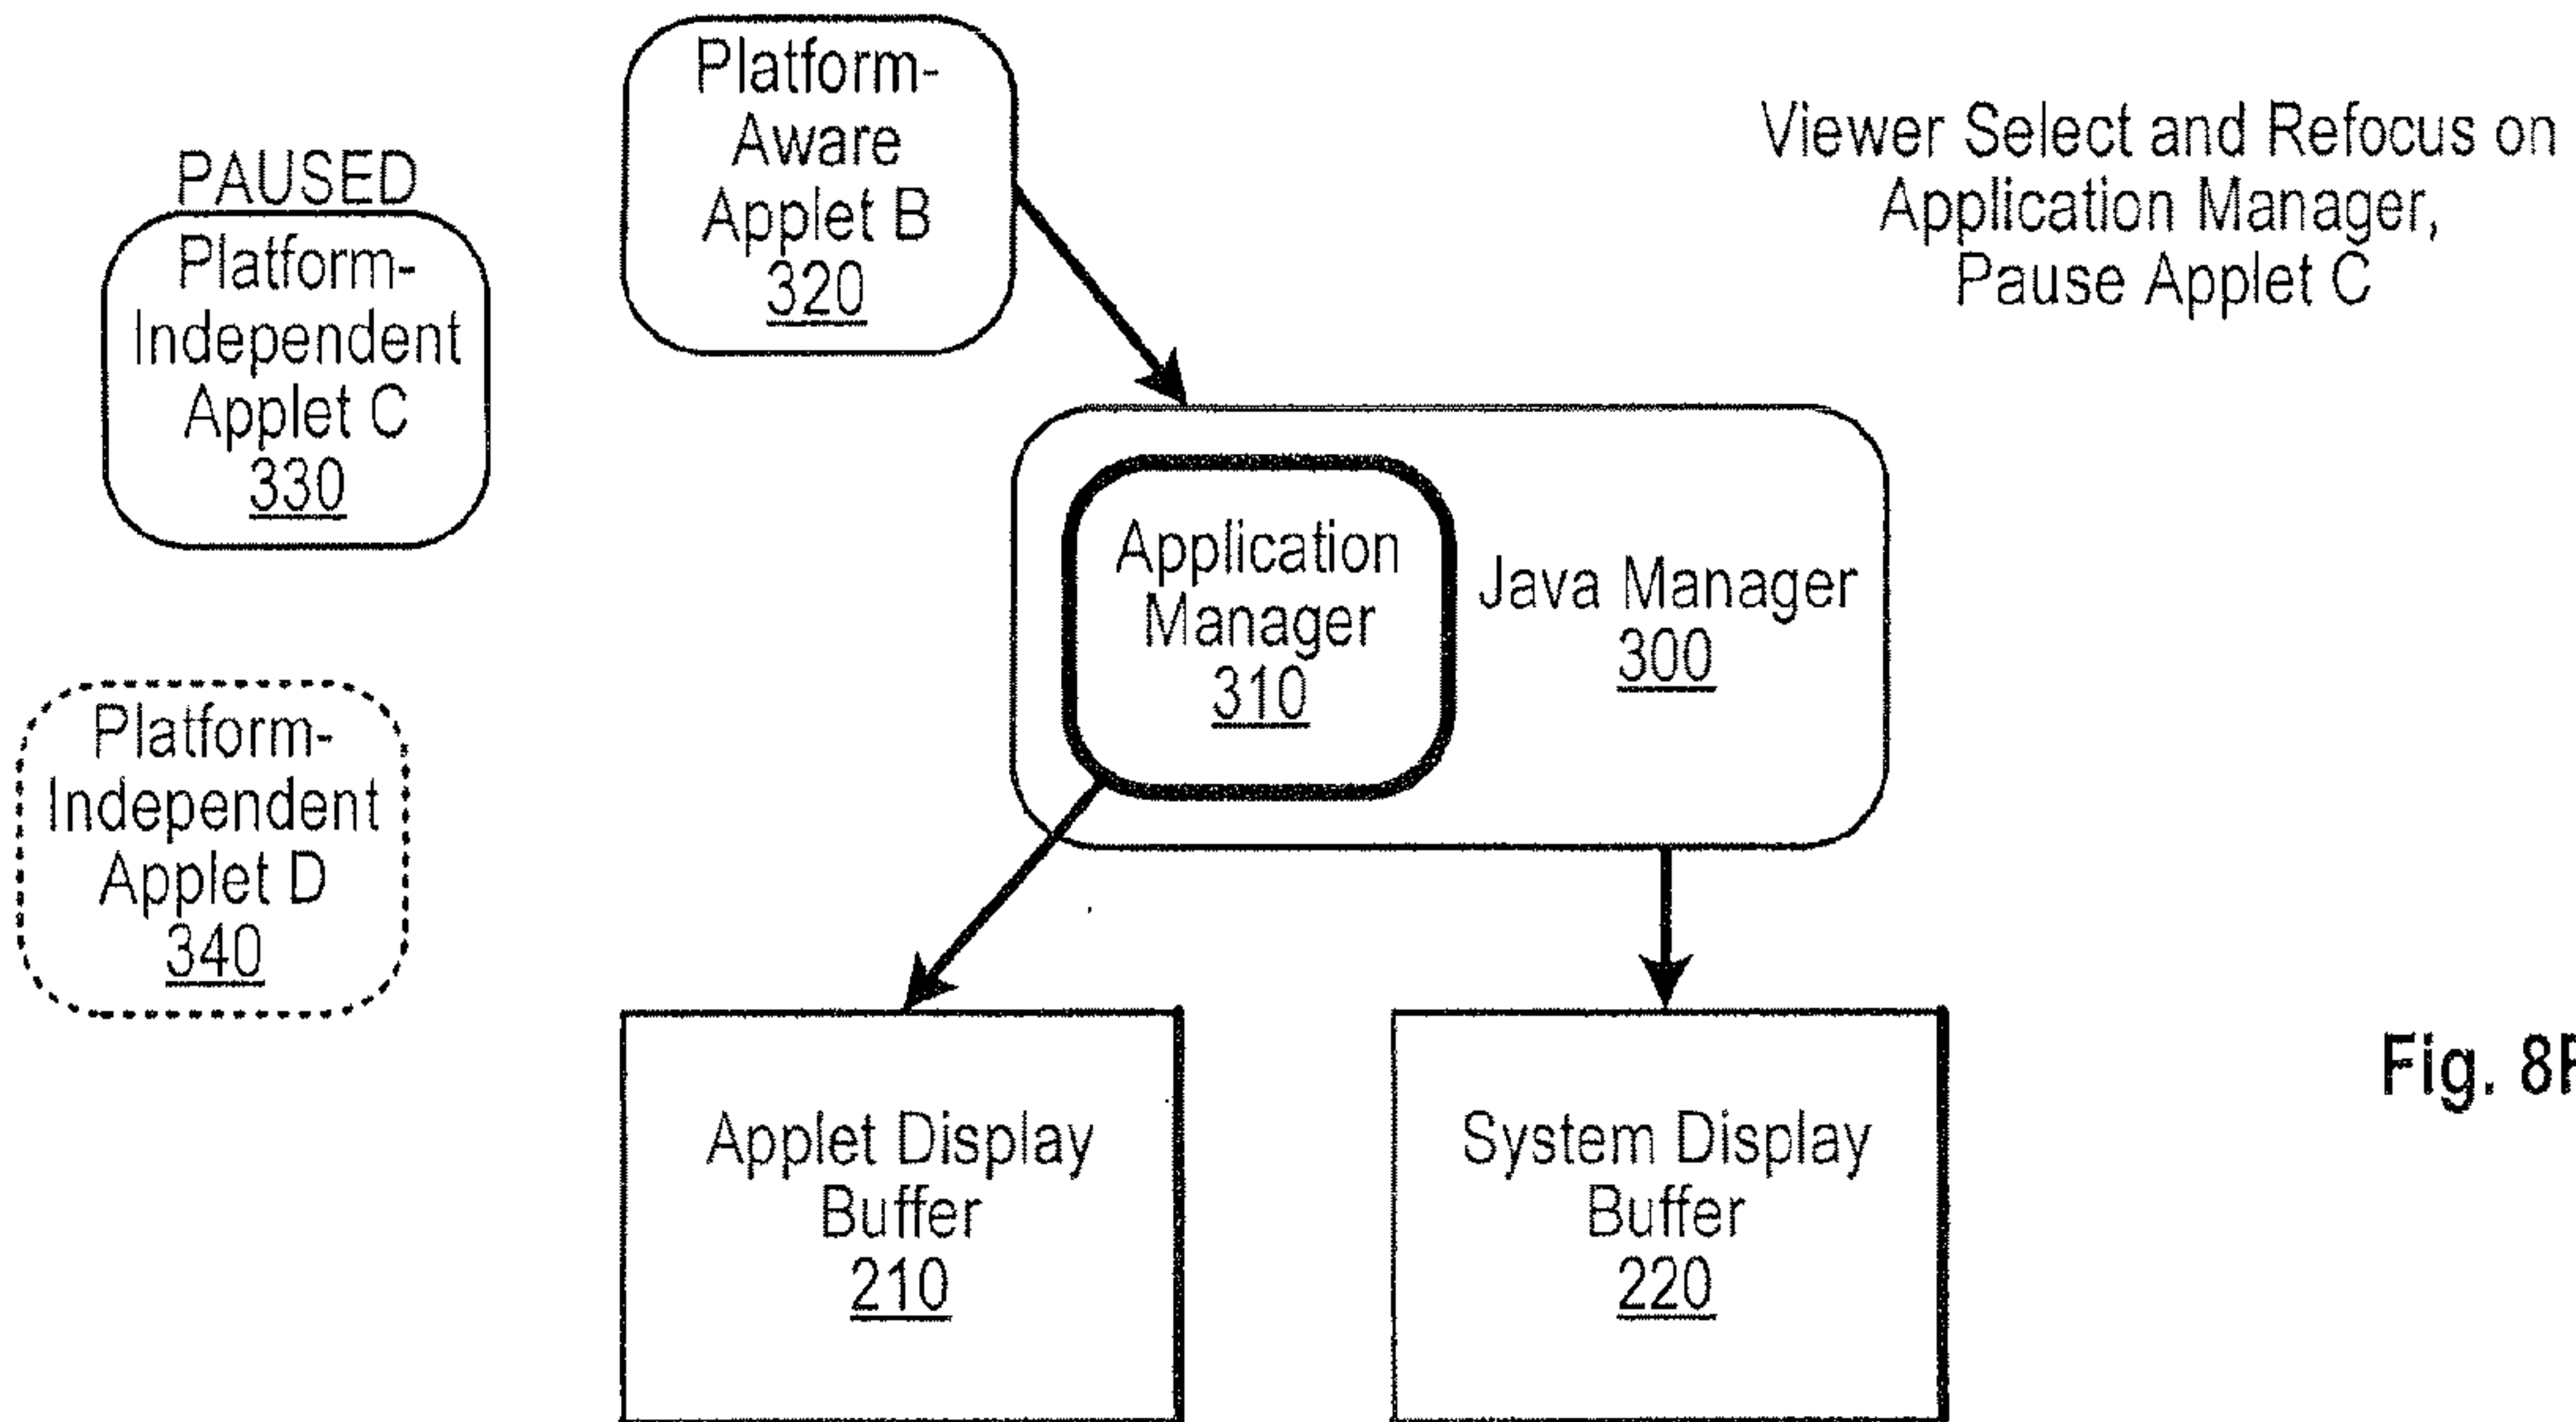 Platform-
Aware
Applet B
320
Viewer Select and Refocus on
Application Manager,
Pause Applet C
PAUSED
Platform-
Independent
Applet C
330
Application
Manager
310
Java Manager
300
Platform-
Independent
Applet D
340
Applet Display
Buffer
210
System Display
Buffer
220
Fig.